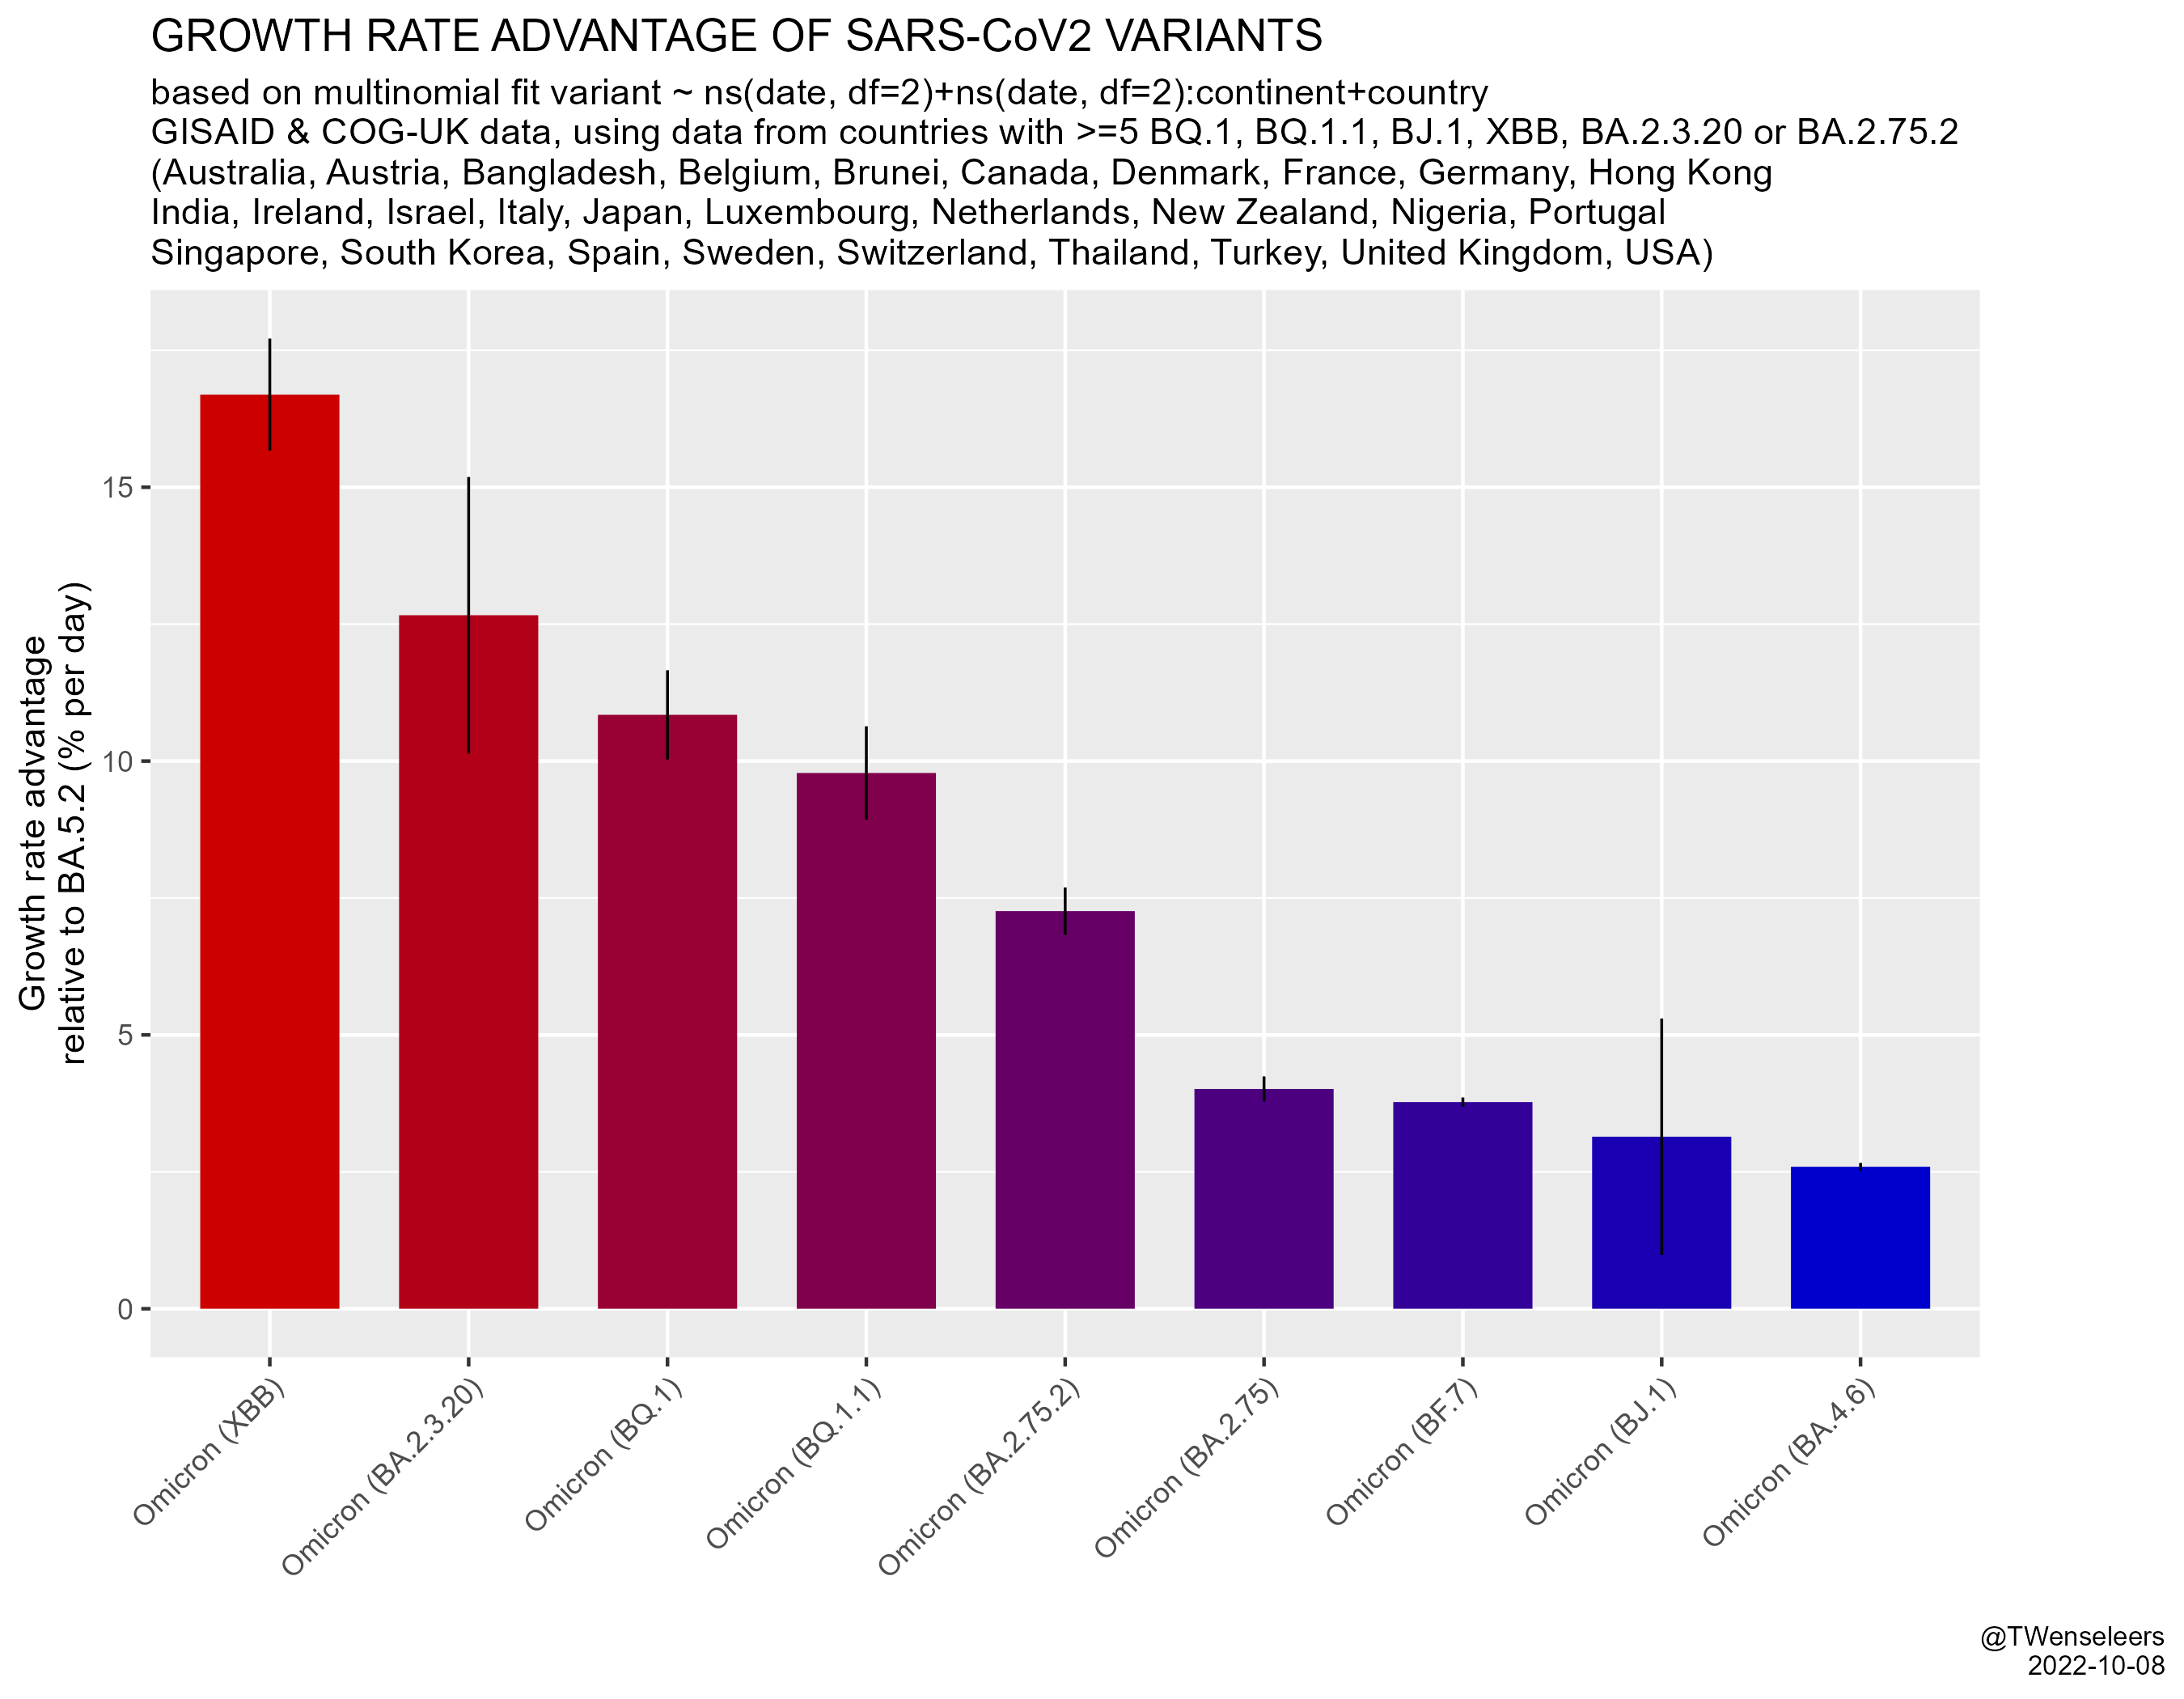 GROWTH RATE ADVANTAGE OF SARS-CoV2 VARIANTS
based on multinomial fit variant ~ ns(date, df=2)+ns(date, df=2):continent+country
GISAID & COG-UK data, using data from countries with >=5 BQ.1, BQ.1.1, BJ.1, XBB, BA.2.3.20 or BA.2.75.2
(Australia, Austria, Bangladesh, Belgium, Brunei, Canada, Denmark, France, Germany, Hong Kong
India, Ireland, Israel, Italy, Japan, Luxembourg, Netherlands, New Zealand, Nigeria, Portugal
Singapore, South Korea, Spain, Sweden, Switzerland, Thailand, Turkey, United Kingdom, USA)
Growth rate advantage
relative to BA.5.2 (% per day)
15
10
5
0
Omicron (XBB)
Omicron (BA.2.3.20)
Omicron (BQ.1)
Omicron (BQ.1.1)
Omicron (BA.2.75.2)
Omicron (BA.2.75)
Omicron (BF.7)
Omicron (BJ.1)
Omicron (BA.4.6)
@TWenseleers
2022-10-08